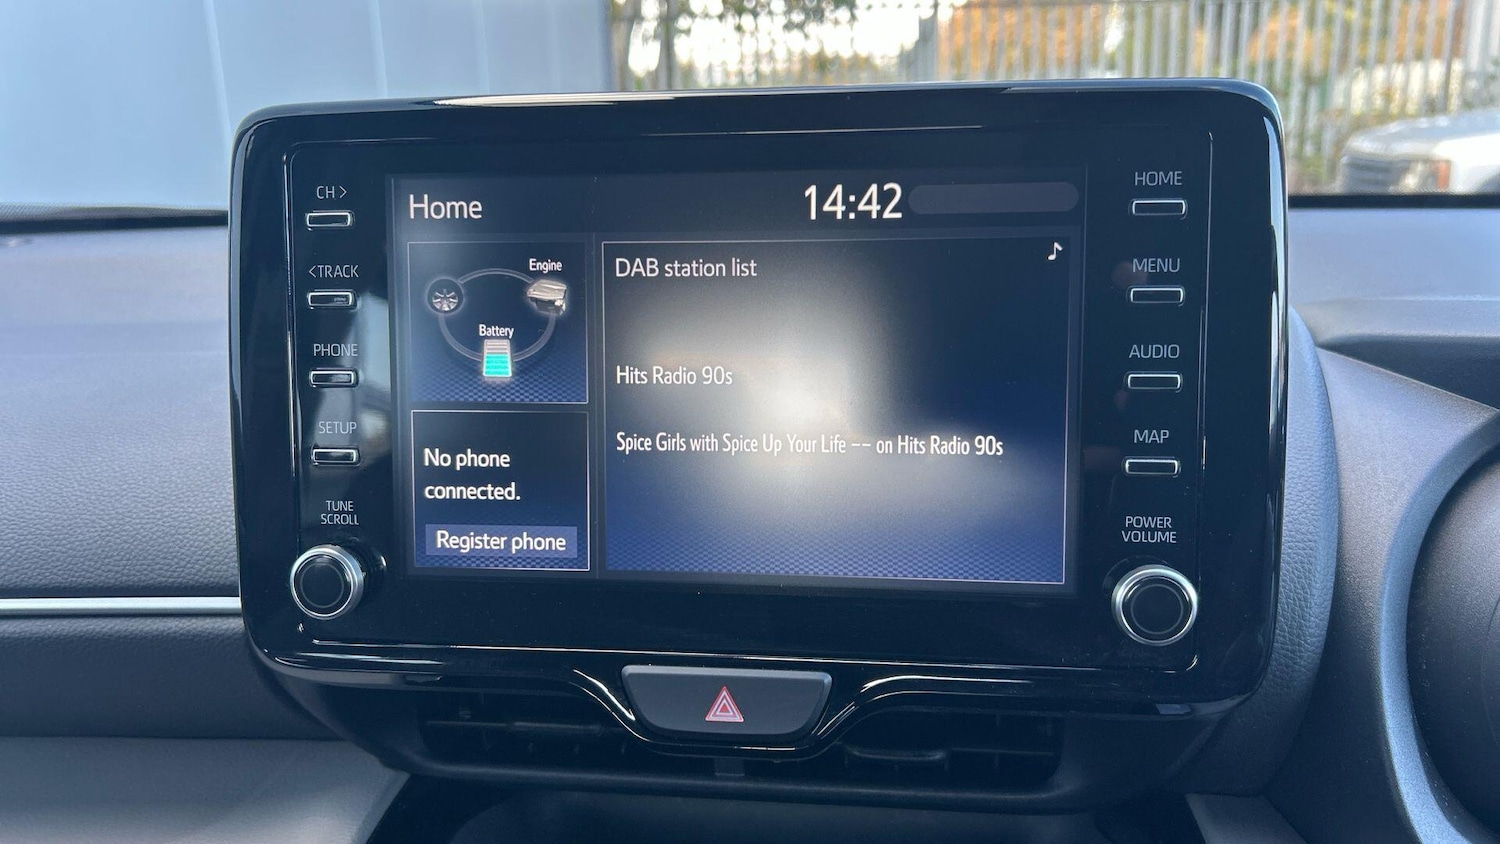 CH >
<TRACK
PHONE
SETUP
TUNE
SCROLL
Home
14:42
Engine
Battery
No phone
connected.
Register phone
DAB station list
Hits Radio 90s
Spice Girls with Spice Up Your Life -- on Hits Radio 90s
HOME
MENU
AUDIO
MAP
POWER
VOLUME